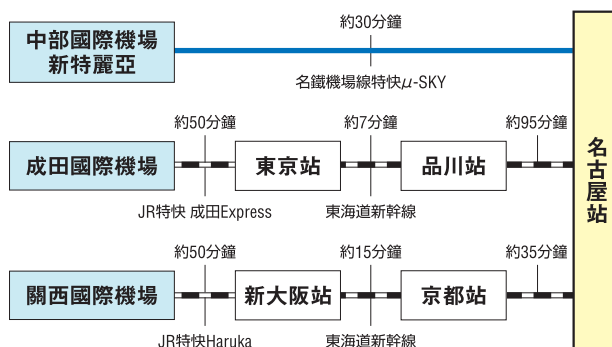 約30分鐘
中部國際機場
新特麗亞
名鐵機場線特快μ-SKY
約50分鐘
約7分鐘
約95分鐘
成田國際機場
東京站
品川站
JR特快 成田Express
東海道新幹線
約50分鐘
約15分鐘
約35分鐘
關西國際機場
新大阪站
京都站
JR特快Haruka
東海道新幹線
名古屋站